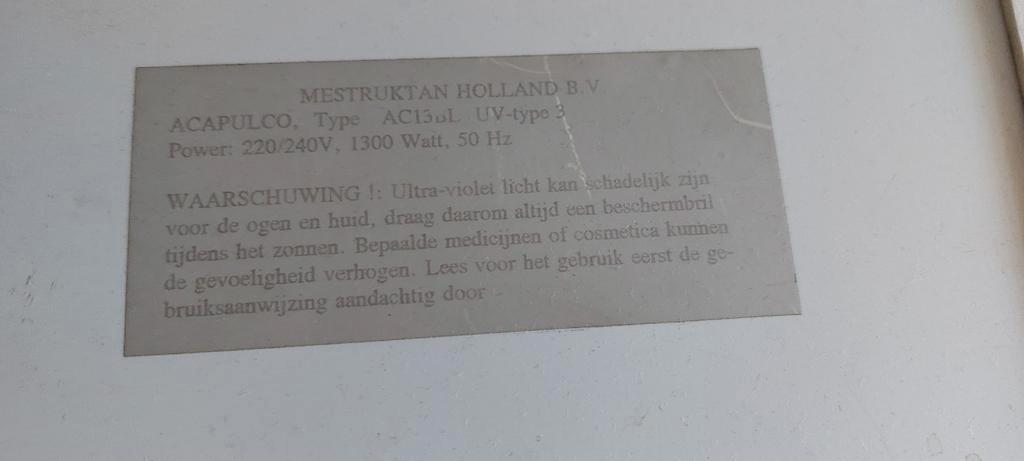 MESTRUKTAN HOLLAND B.V.
ACAPULCO, Type AC13BL UV-type 3
Power: 220/240V, 1300 Watt, 50 Hz
WAARSCHUWING !: Ultra-violet licht kan schadelijk zijn
voor de ogen en huid, draag daarom altijd een beschermbril
tijdens het zonnen. Bepaalde medicijnen of cosmetica kunnen
de gevoeligheid verhogen. Lees voor het gebruik eerst de ge-
bruiksaanwijzing aandachtig door